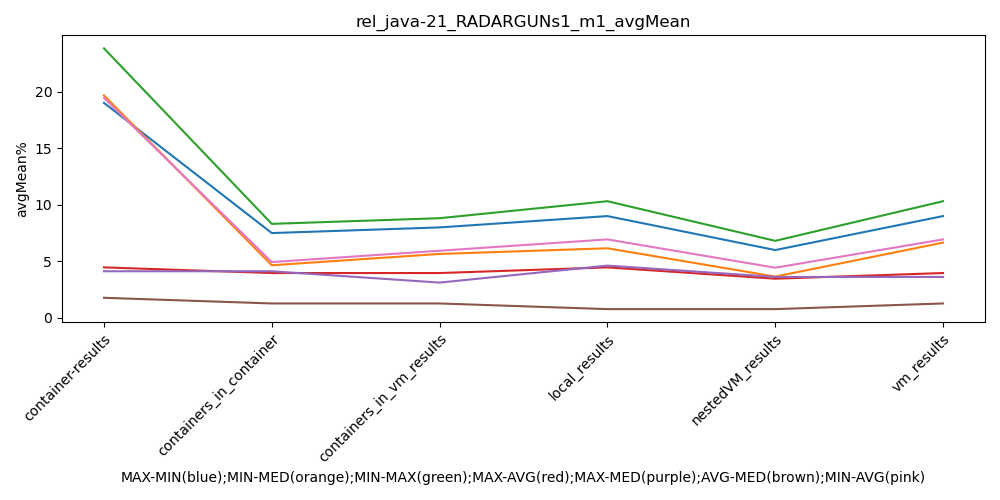 rel_java-21_RADARGUNs1_m1_avgMean
avgMean%
20
15
10
5
0
container-results
containers_in_container
containers_in_vm_results
local_results
nestedVM_results
vm_results
MAX-MIN(blue);MIN-MED(orange);MIN-MAX(green);MAX-AVG(red);MAX-MED(purple);AVG-MED(brown);MIN-AVG(pink)